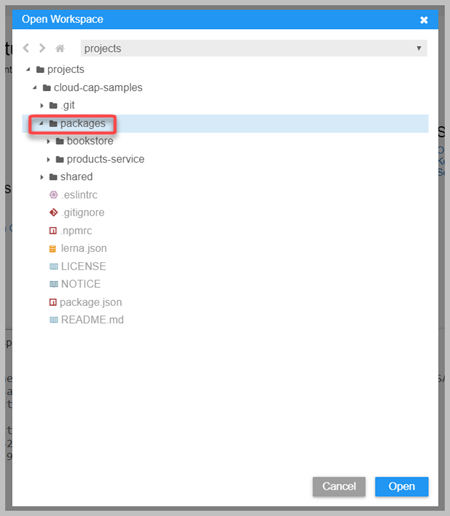 Open Workspace
projects
projects
cloud-cap-samples
.git
packages
bookstore
products-service
shared
.eslintrc
.gitignore
.npmrc
lerna.json
LICENSE
NOTICE
package.json
README.md
Cancel
Open